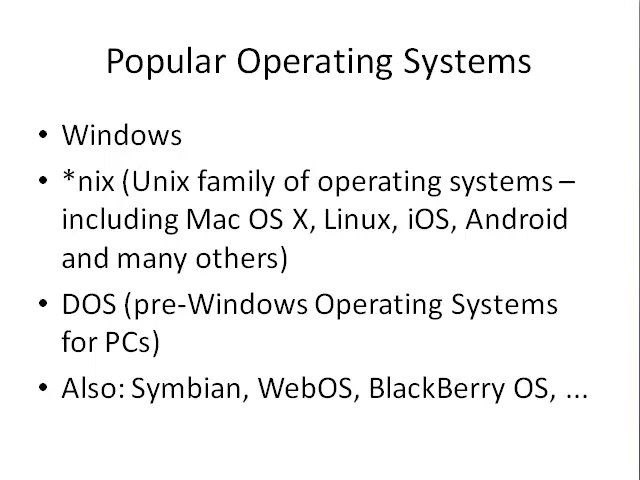 Popular Operating Systems
• Windows
• *nix (Unix family of operating systems –
including Mac OS X, Linux, iOS, Android
and many others)
• DOS (pre-Windows Operating Systems
for PCs)
• Also: Symbian, WebOS, BlackBerry OS, ...